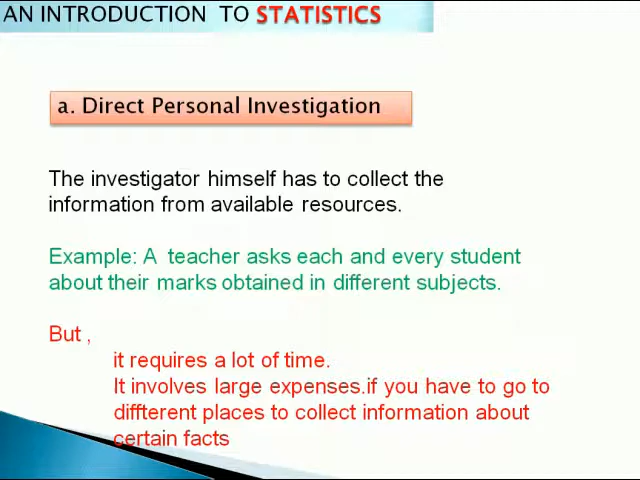 AN INTRODUCTION TO STATISTICS
a. Direct Personal Investigation
The investigator himself has to collect the
information from available resources.
Example: A teacher asks each and every student
about their marks obtained in different subjects.
But ,
it requires a lot of time.
It involves large expenses.if you have to go to
diffterent places to collect information about
certain facts